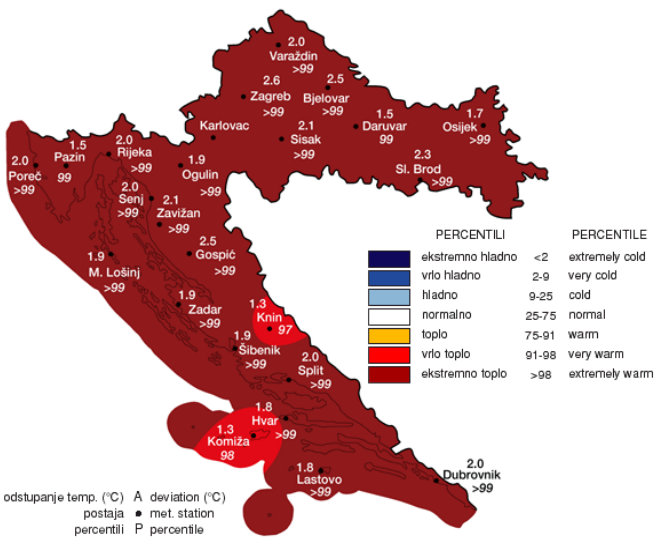 2.0
Varaždin
>99
2.6
Zagreb
>99
2.5
Bjelovar
>99
1.5
Daruvar
99
1.7
Osijek
>99
Karlovac
2.1
Sisak
>99
2.3
Sl. Brod
>99
2.0
Poreč
>99
1.5
Pazin
99
2.0
Rijeka
>99
1.9
Ogulin
>99
2.0
Senj
>99
2.1
Zavižan
>99
2.5
Gospić
>99
1.9
M. Lošinj
>99
1.9
Zadar
>99
1.3
Knin
97
1.9
Šibenik
>99
2.0
Split
>99
1.8
Hvar
>99
1.3
Komiža
98
1.8
Lastovo
>99
2.0
Dubrovnik
>99
PERCENTILI PERCENTILE
ekstremno hladno <2 extremely cold
vrlo hladno 2-9 very cold
hladno 9-25 cold
normalno 25-75 normal
toplo 75-91 warm
vrlo toplo 91-98 very warm
ekstremno toplo >98 extremely warm
odstupanje temp. (°C) A deviation (°C)
postaja met. station
percentili P percentile